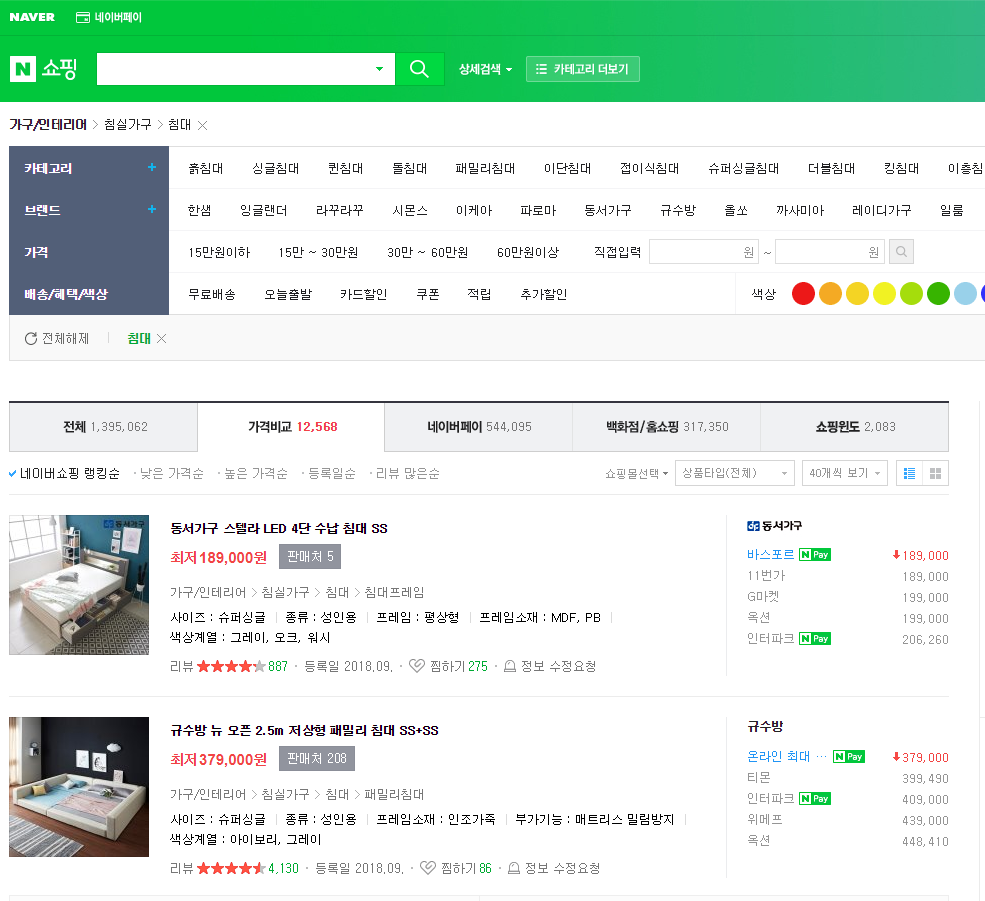 NAVER 네이버페이
N 쇼핑 상세검색 카테고리 더보기
가구/인테리어 > 침실가구 > 침대
카테고리 + 흙침대 싱글침대 퀸침대 돌침대 패밀리침대 이단침대 접이식침대 슈퍼싱글침대 더블침대 킹침대 이층침
브랜드 + 한샘 잉글랜더 라꾸라꾸 시몬스 이케아 파로마 동서가구 규수방 올쏘 까사미아 레이디가구 일룸
가격 15만원이하 15만 ~ 30만원 30만 ~ 60만원 60만원이상 직접입력 원 ~ 원
배송/혜택/색상 무료배송 오늘출발 카드할인 쿠폰 적립 추가할인 색상
전체해제 침대
전체 1,395,062 가격비교 12,568 네이버페이 544,095 백화점/홈쇼핑 317,350 쇼핑윈도 2,083
네이버쇼핑 랭킹순 · 낮은 가격순 · 높은 가격순 · 등록일순 · 리뷰 많은순 쇼핑몰선택 상품타입(전체) 40개씩 보기
동서가구 스텔라 LED 4단 수납 침대 SS
최저 189,000원 판매처 5
가구/인테리어 > 침실가구 > 침대 > 침대프레임
사이즈 : 슈퍼싱글 | 종류 : 성인용 | 프레임 : 평상형 | 프레임소재 : MDF, PB |
색상계열 : 그레이, 오크, 워시
리뷰 887 · 등록일 2018.09. · 찜하기 275 · 정보 수정요청
동서가구
동서가구
바스포르 N Pay 189,000
11번가 189,000
G마켓 199,000
옥션 199,000
인터파크 N Pay 206,260
규수방 뉴 오픈 2.5m 저상형 패밀리 침대 SS+SS
최저 379,000원 판매처 208
가구/인테리어 > 침실가구 > 침대 > 패밀리침대
사이즈 : 슈퍼싱글 | 종류 : 성인용 | 프레임소재 : 인조가죽 | 부가기능 : 매트리스 밀림방지 |
색상계열 : 아이보리, 그레이
리뷰 4,130 · 등록일 2018.09. · 찜하기 86 · 정보 수정요청
규수방
온라인 최대 ··· N Pay 379,000
티몬 399,490
인터파크 N Pay 409,000
위메프 439,000
옥션 448,410